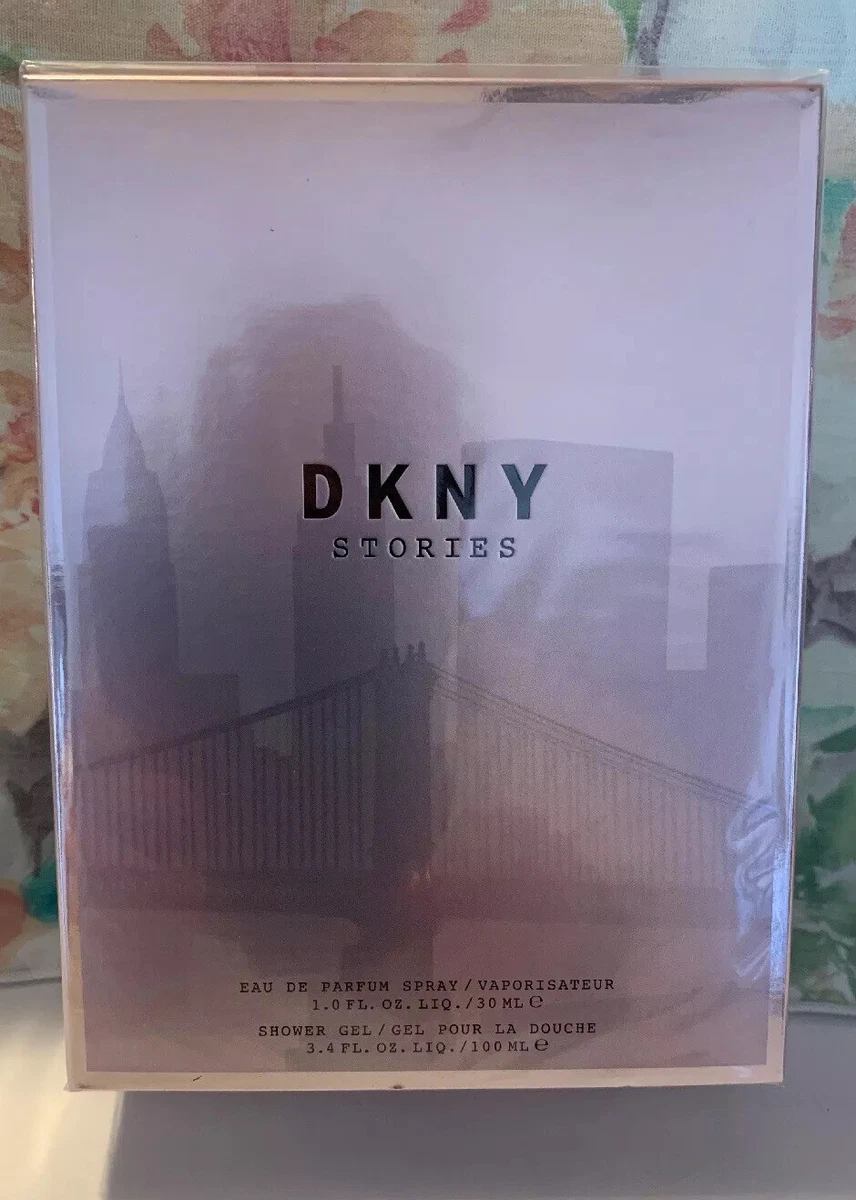 DKNY
STORIES
EAU DE PARFUM SPRAY/VAPORISATEUR
1.0 FL. OZ. LIQ./30 ML ℮
SHOWER GEL/GEL POUR LA DOUCHE
3.4 FL. OZ. LIQ./100 ML ℮